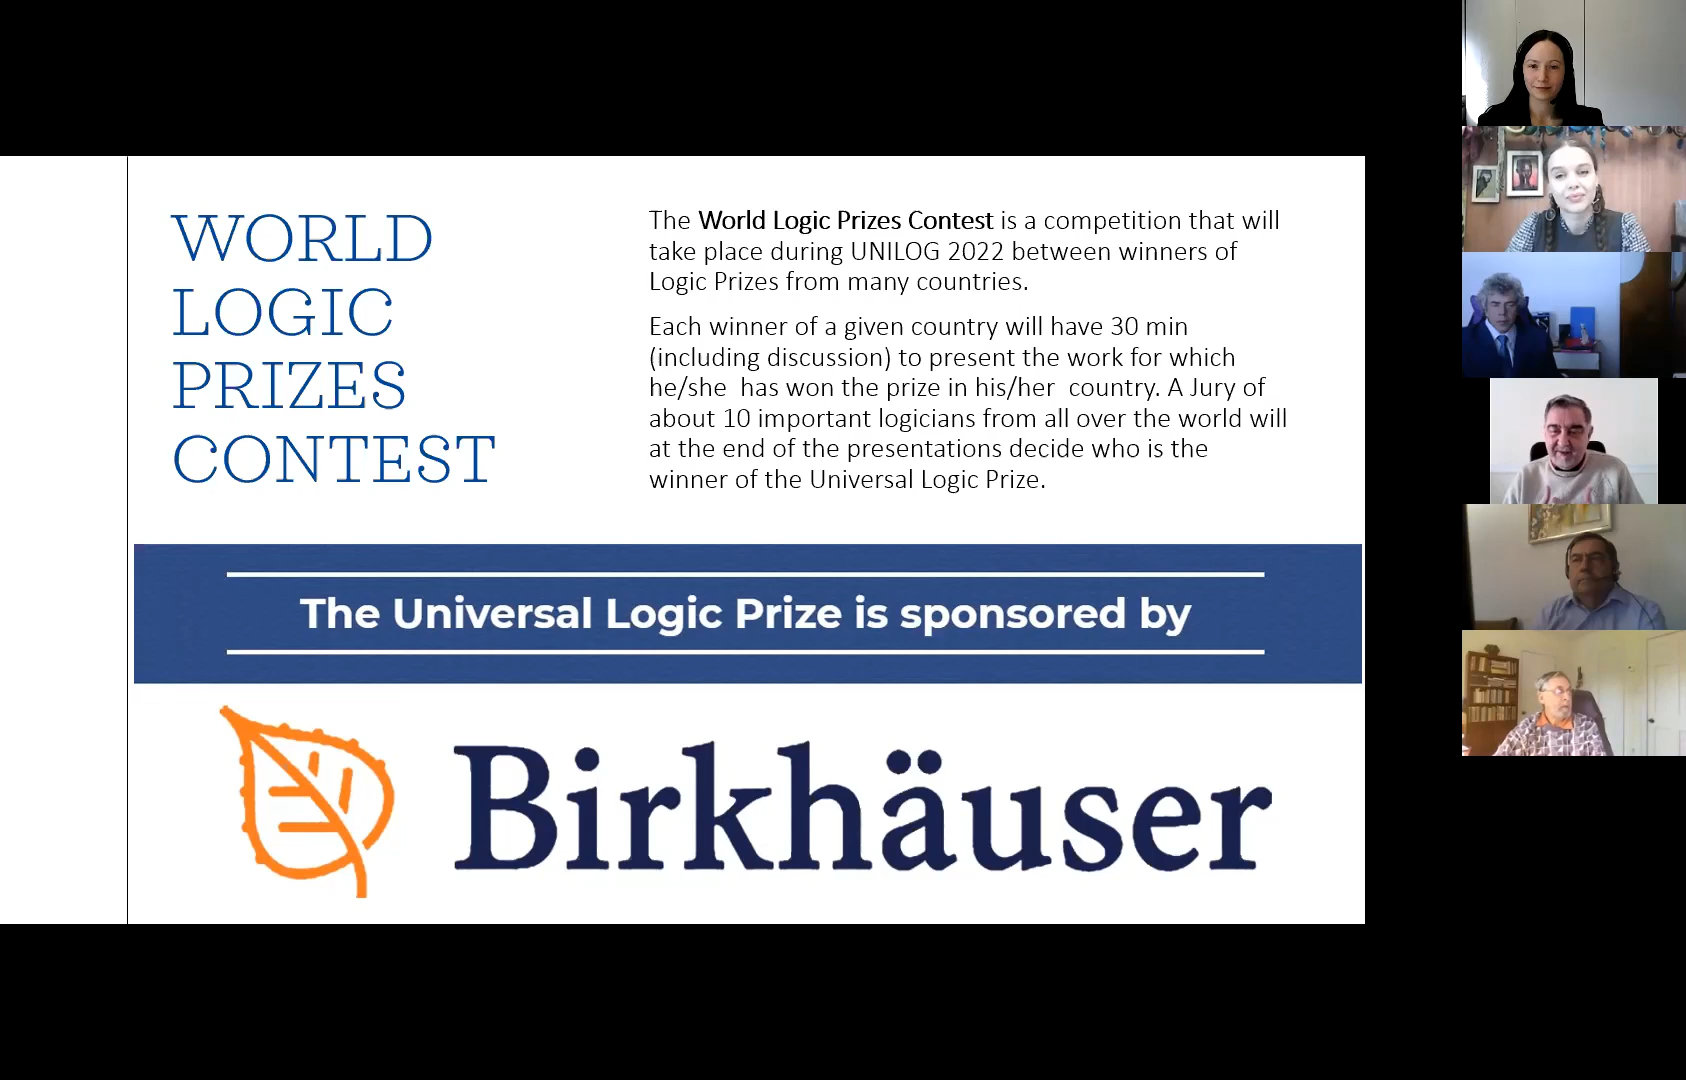 WORLD
LOGIC
PRIZES
CONTEST
The World Logic Prizes Contest is a competition that will
take place during UNILOG 2022 between winners of
Logic Prizes from many countries.
Each winner of a given country will have 30 min
(including discussion) to present the work for which
he/she has won the prize in his/her country. A Jury of
about 10 important logicians from all over the world will
at the end of the presentations decide who is the
winner of the Universal Logic Prize.
The Universal Logic Prize is sponsored by
Birkhäuser